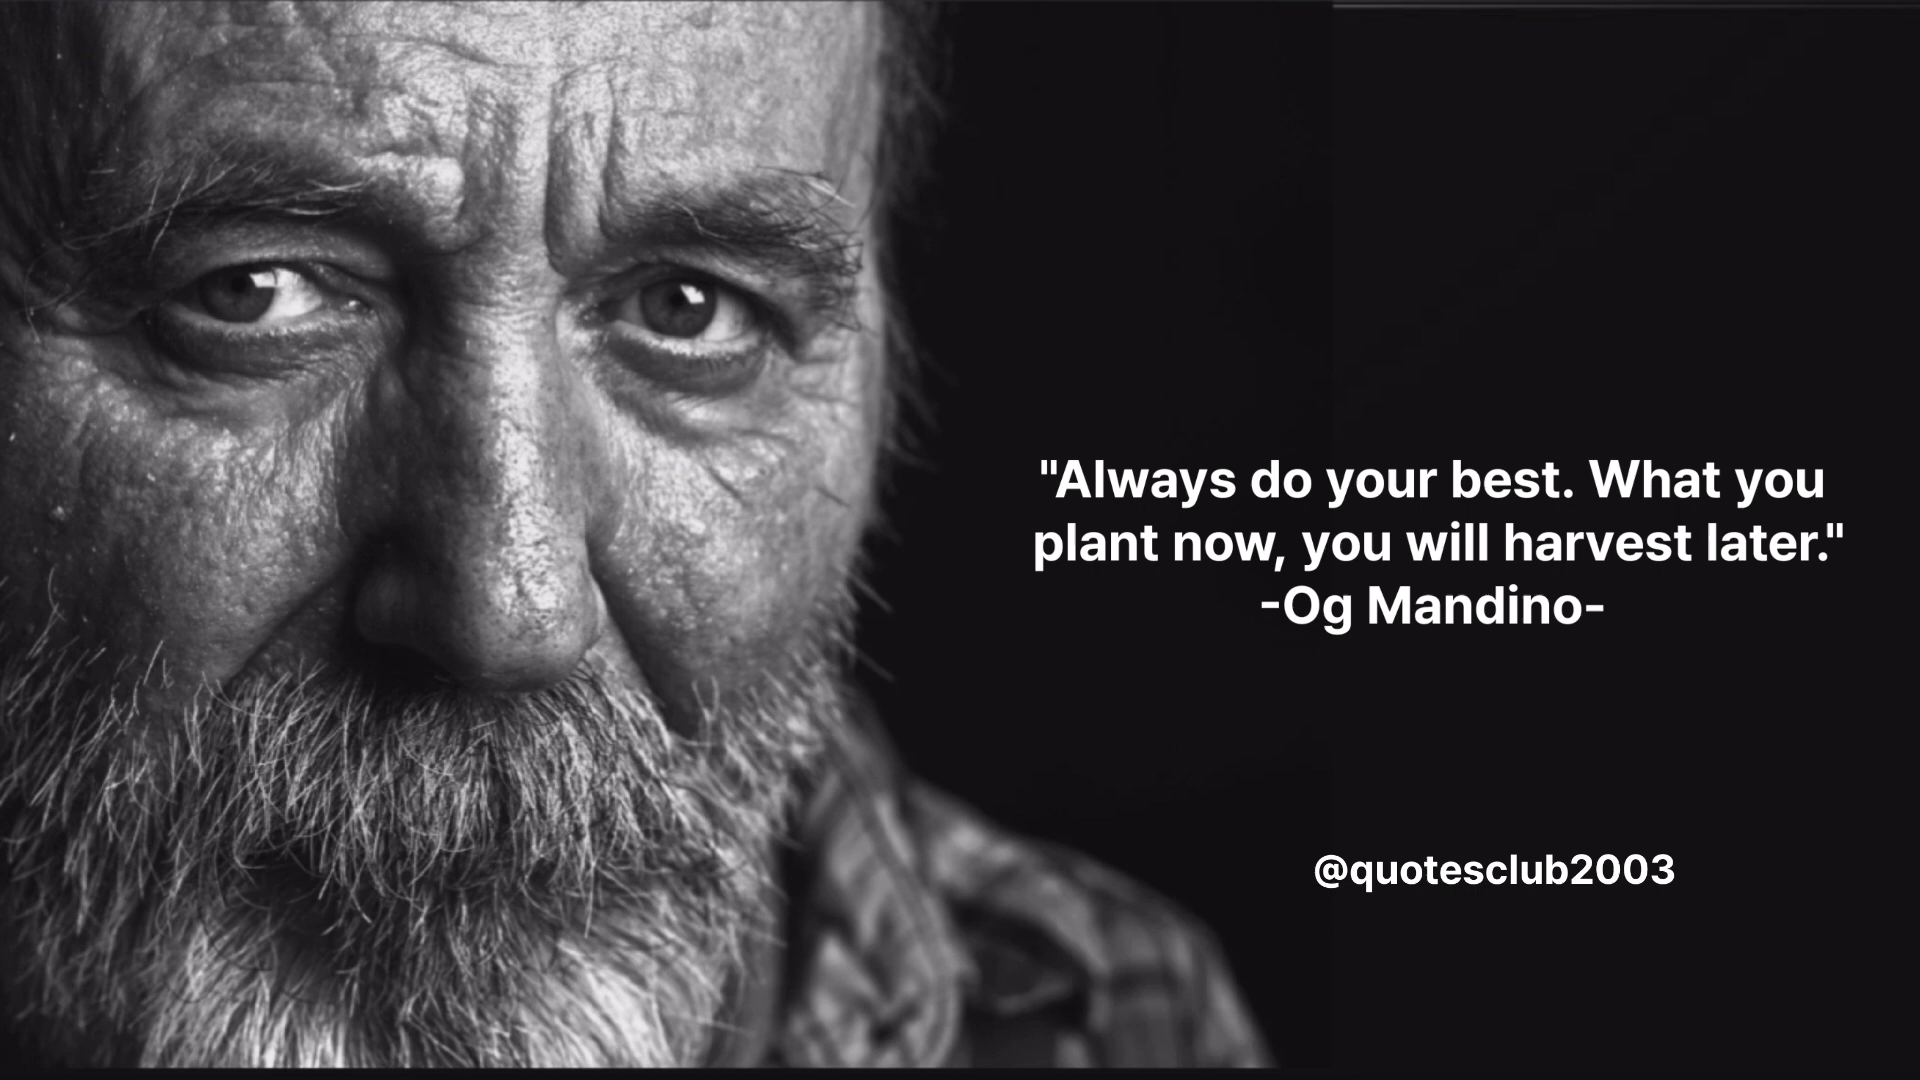 "Always do your best. What you
plant now, you will harvest later."
-Og Mandino-
@quotesclub2003